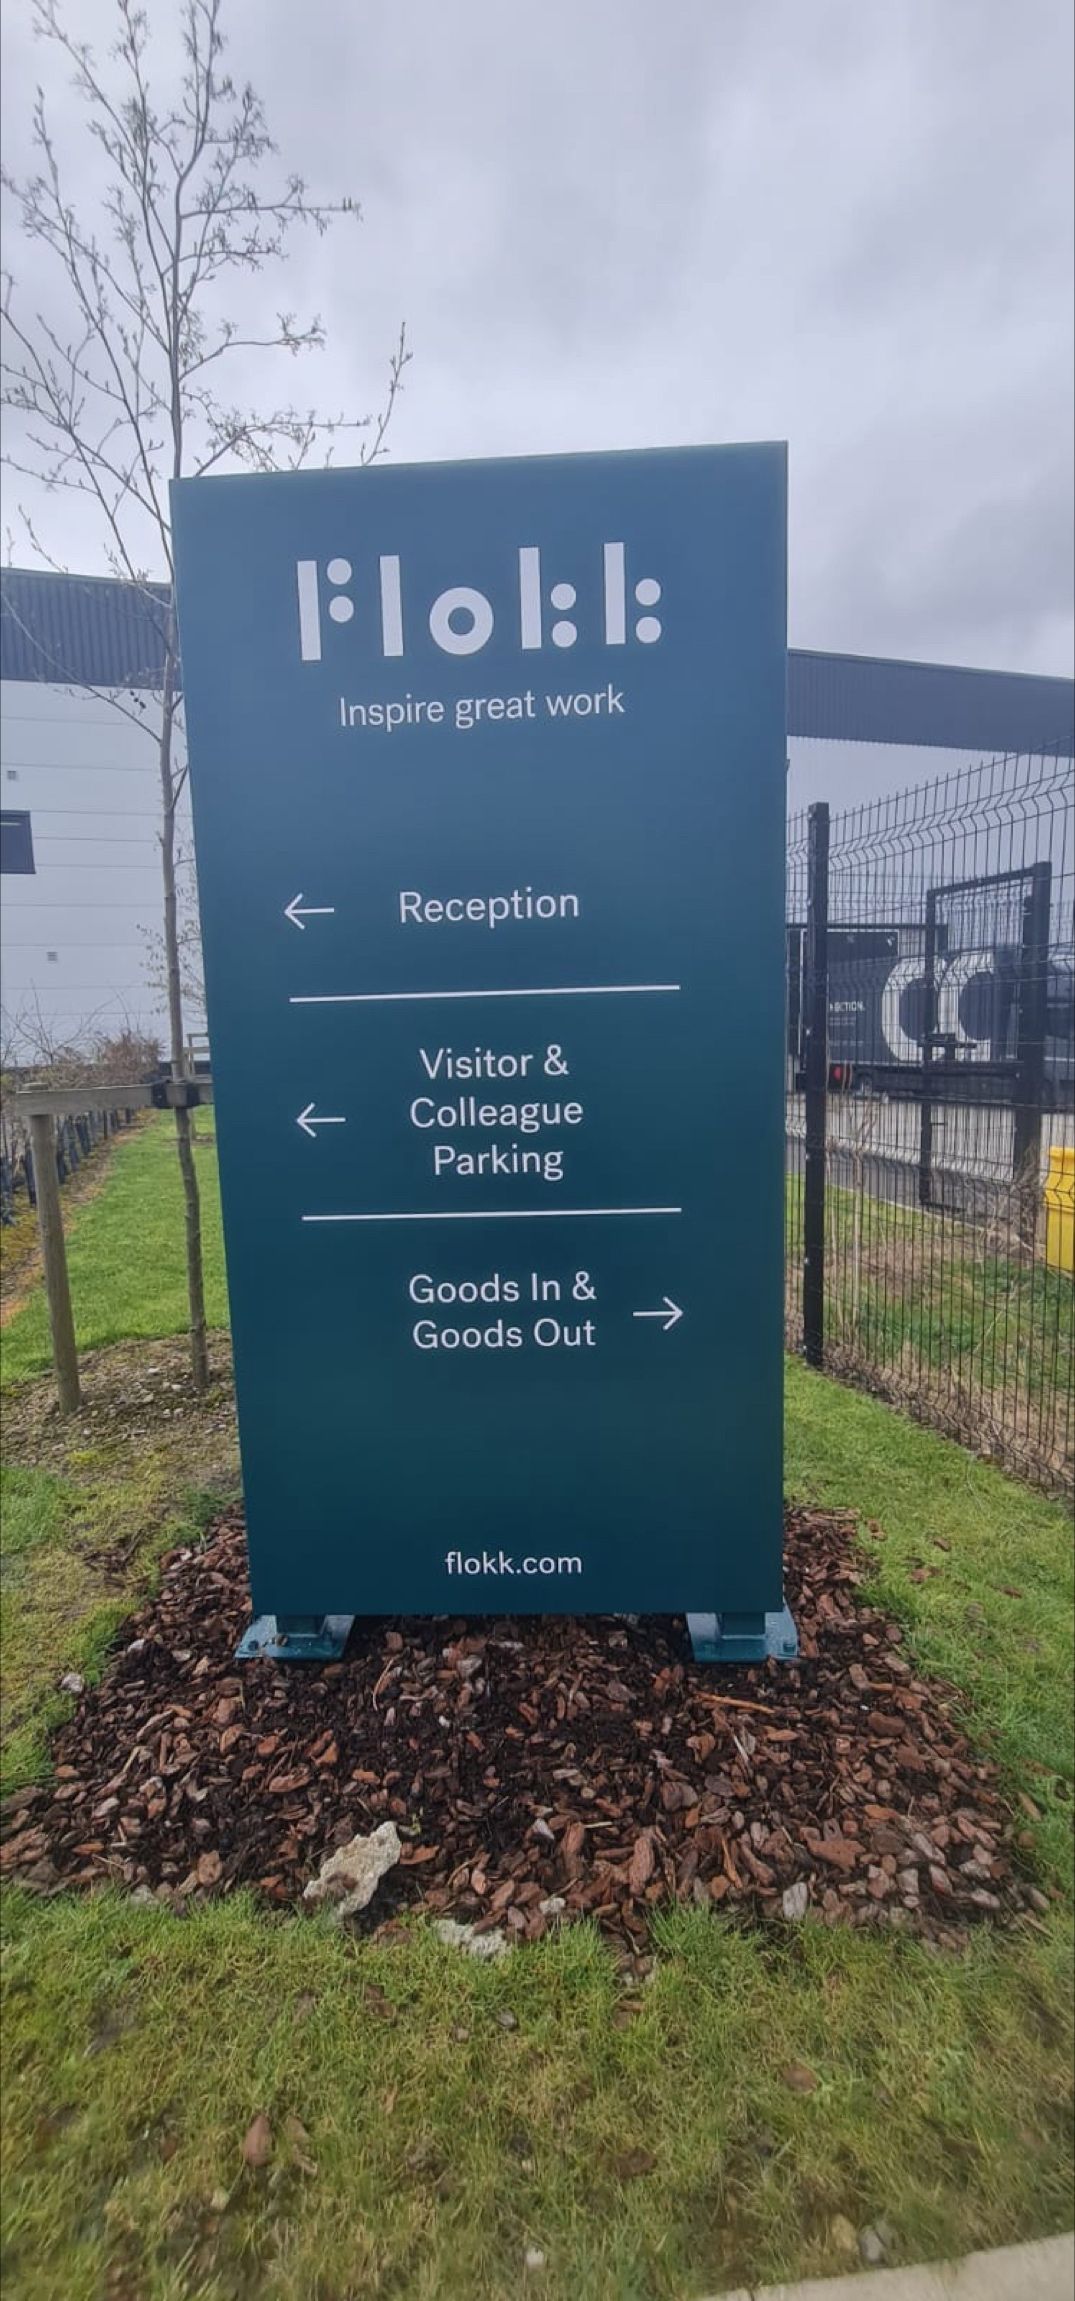 Flokk
Inspire great work
← Reception
Visitor &
← Colleague
Parking
Goods In &
Goods Out →
flokk.com